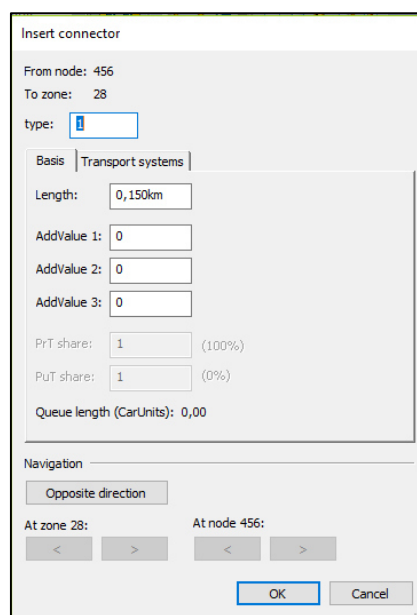 Insert connector
From node: 456
To zone: 28
type: 1
Basis Transport systems
Length: 0,150km
AddValue 1: 0
AddValue 2: 0
AddValue 3: 0
PrT share: 1 (100%)
PuT share: 1 (0%)
Queue length (CarUnits): 0,00
Navigation
Opposite direction
At zone 28: At node 456:
< > < >
OK Cancel